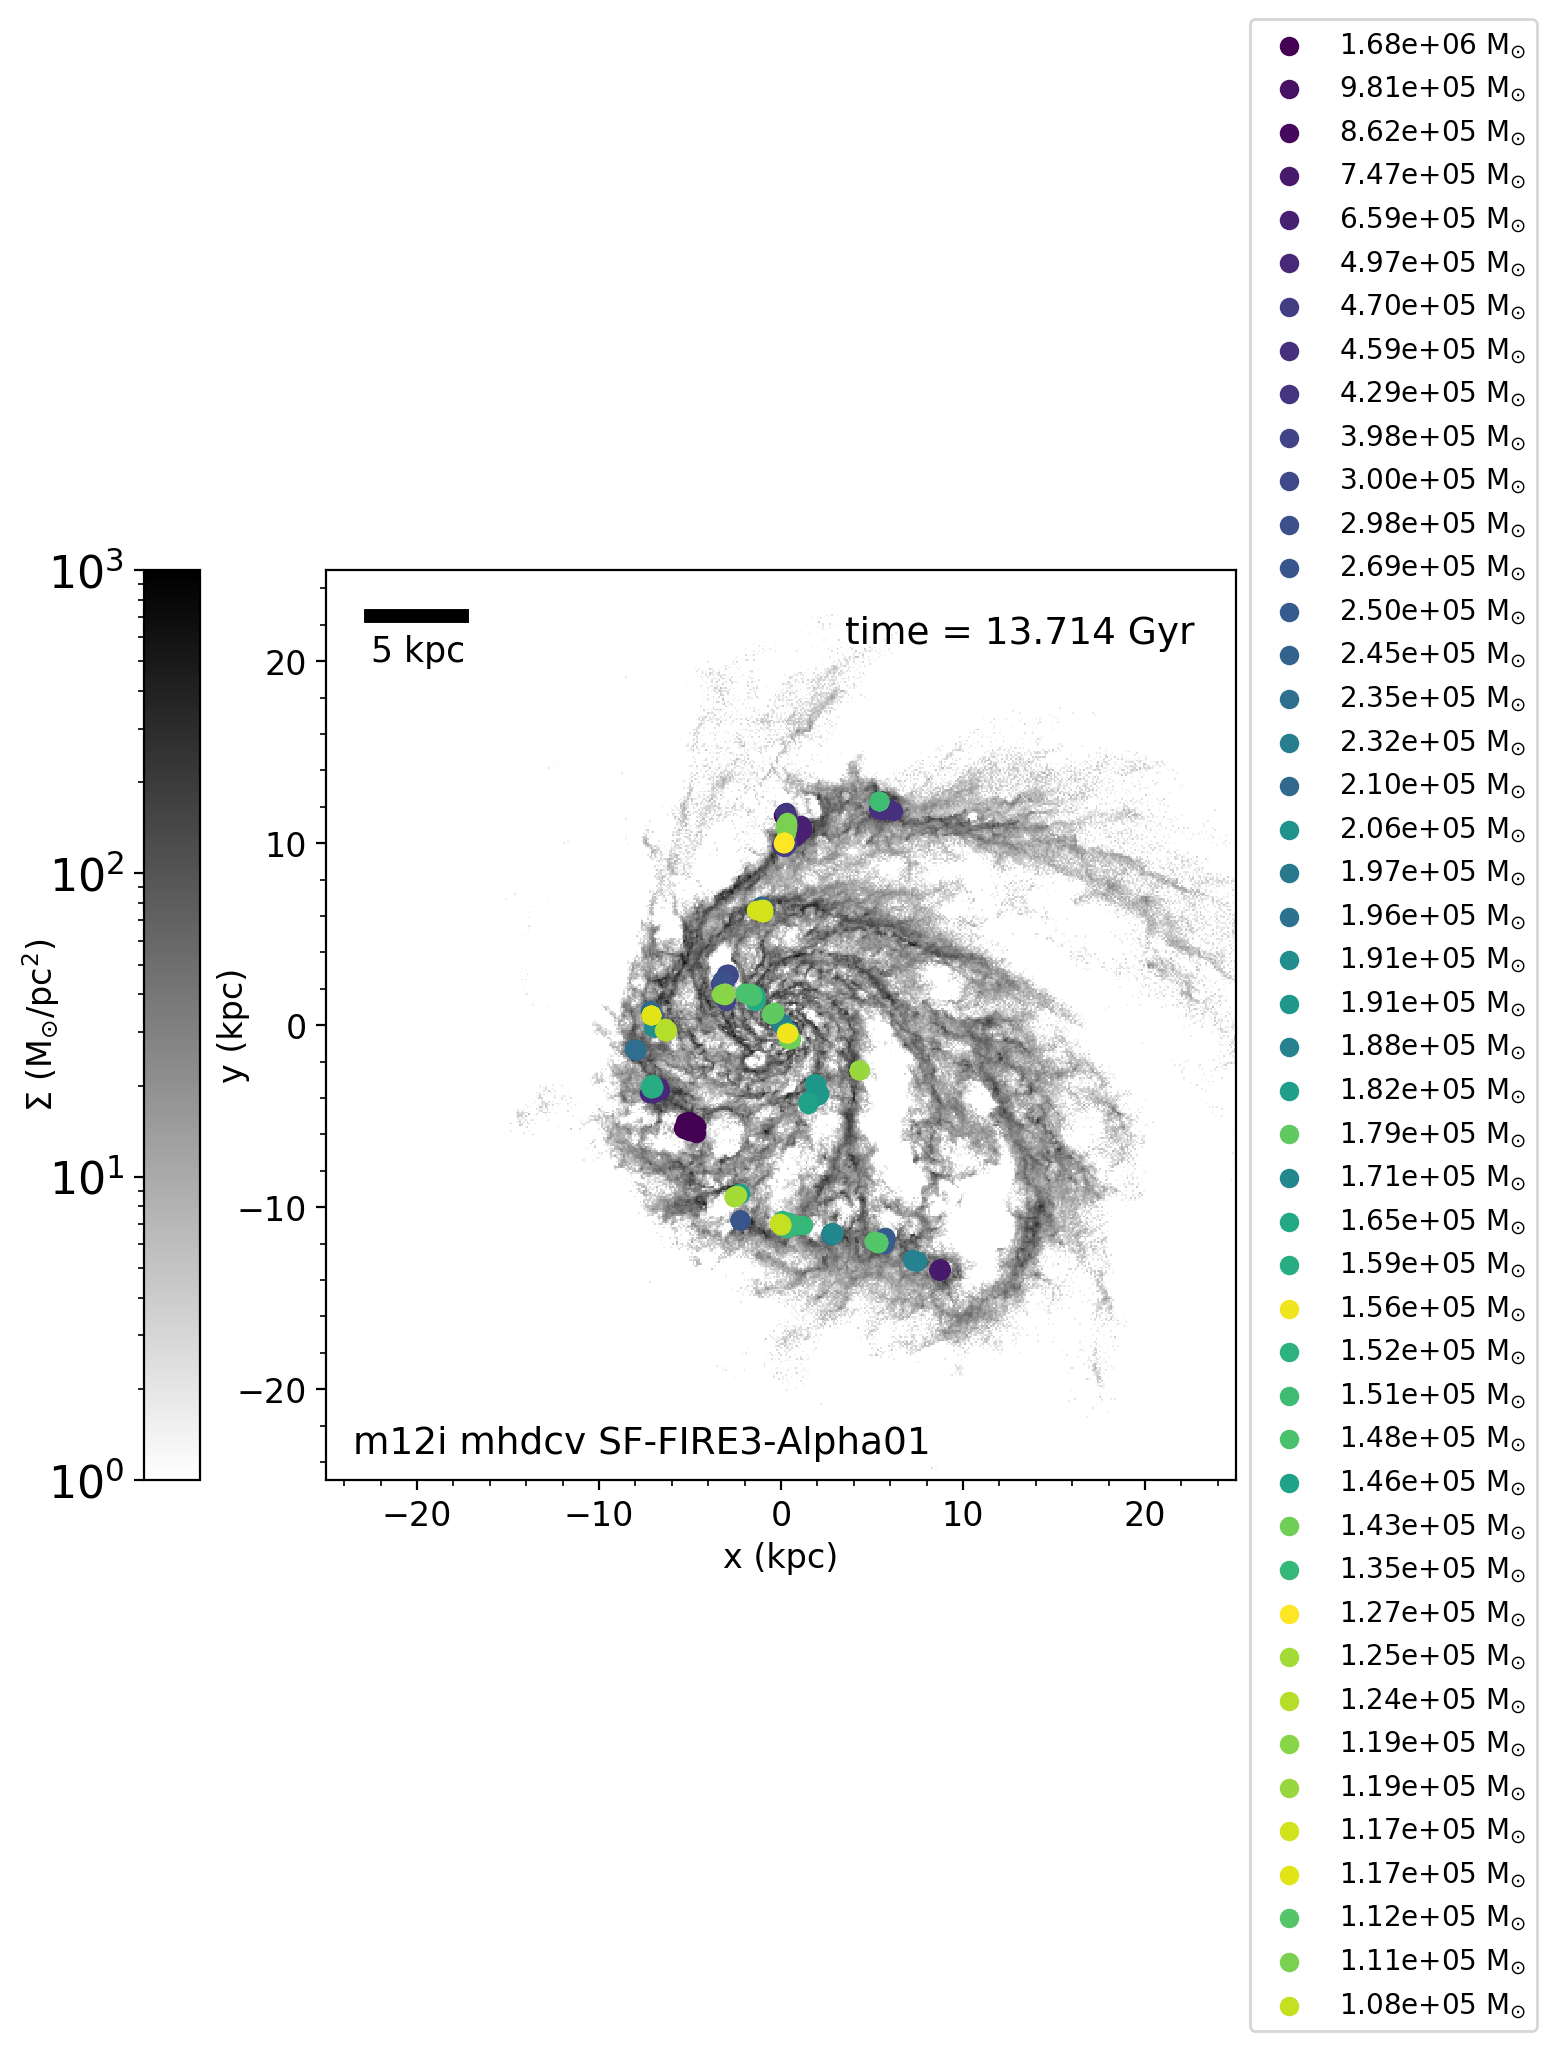 10³
10²
10¹
10⁰
Σ (M⊙/pc²)
20
10
0
−10
−20
y (kpc)
5 kpc
time = 13.714 Gyr
m12i mhdcv SF-FIRE3-Alpha01
−20 −10 0 10 20
x (kpc)
1.68e+06 M⊙
9.81e+05 M⊙
8.62e+05 M⊙
7.47e+05 M⊙
6.59e+05 M⊙
4.97e+05 M⊙
4.70e+05 M⊙
4.59e+05 M⊙
4.29e+05 M⊙
3.98e+05 M⊙
3.00e+05 M⊙
2.98e+05 M⊙
2.69e+05 M⊙
2.50e+05 M⊙
2.45e+05 M⊙
2.35e+05 M⊙
2.32e+05 M⊙
2.10e+05 M⊙
2.06e+05 M⊙
1.97e+05 M⊙
1.96e+05 M⊙
1.91e+05 M⊙
1.91e+05 M⊙
1.88e+05 M⊙
1.82e+05 M⊙
1.79e+05 M⊙
1.71e+05 M⊙
1.65e+05 M⊙
1.59e+05 M⊙
1.56e+05 M⊙
1.52e+05 M⊙
1.51e+05 M⊙
1.48e+05 M⊙
1.46e+05 M⊙
1.43e+05 M⊙
1.35e+05 M⊙
1.27e+05 M⊙
1.25e+05 M⊙
1.24e+05 M⊙
1.19e+05 M⊙
1.19e+05 M⊙
1.17e+05 M⊙
1.17e+05 M⊙
1.12e+05 M⊙
1.11e+05 M⊙
1.08e+05 M⊙